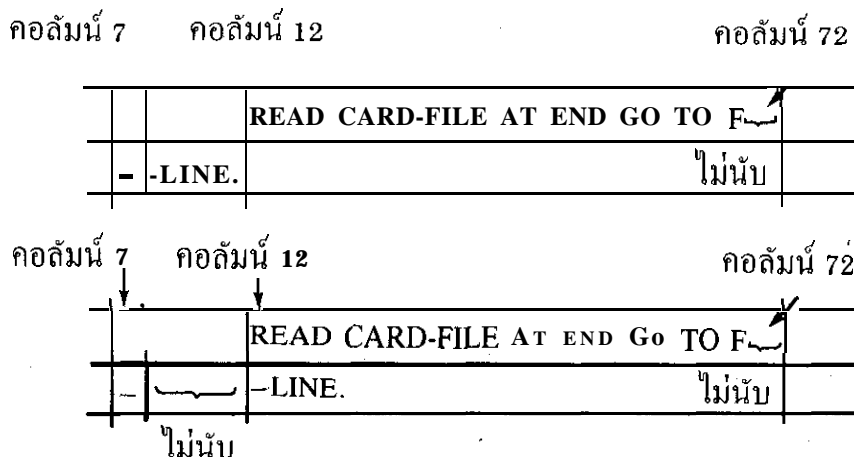 คอลัมน์ 7 คอลัมน์ 12 คอลัมน์ 72
READ CARD-FILE AT END GO TO F
- -LINE. ไม่นับ
คอลัมน์ 7 คอลัมน์ 12 คอลัมน์ 72
READ CARD-FILE AT END Go TO F
- -LINE. ไม่นับ
ไม่นับ